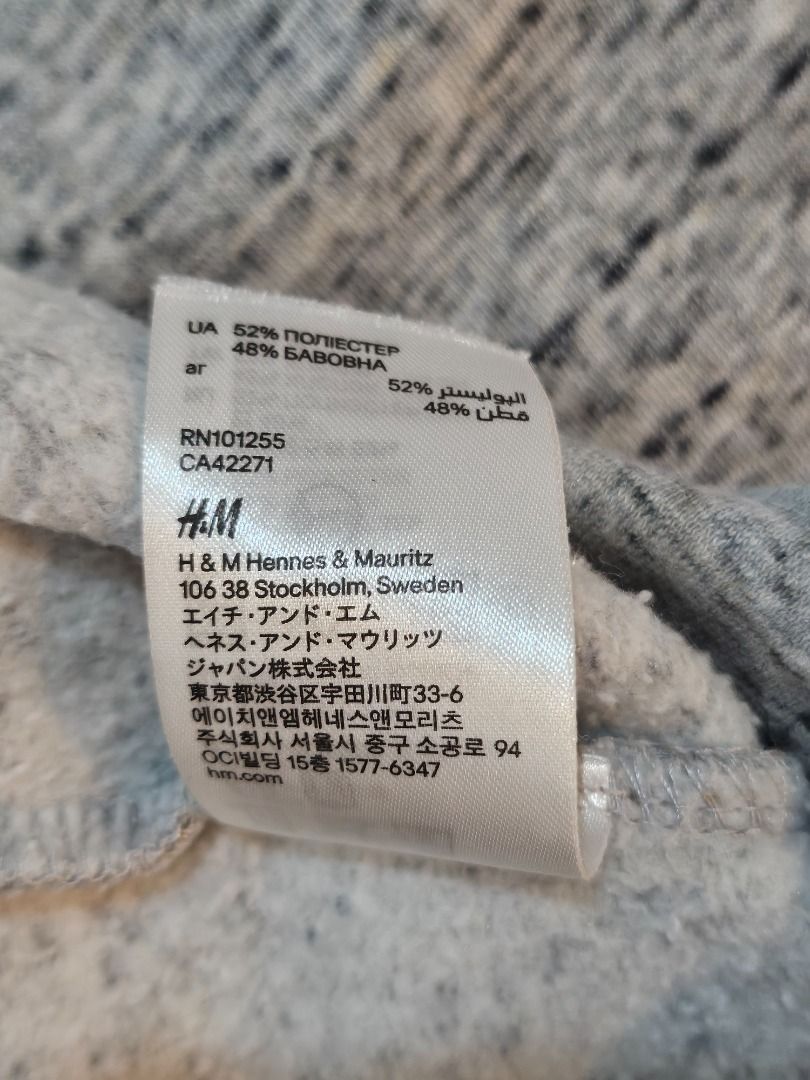 UA 52% ПОЛІЕСТЕР
48% БАВОВНА
ar
البوليستر 52%
قطن 48%
RN101255
CA42271
H&M
H & M Hennes & Mauritz
106 38 Stockholm, Sweden
エイチ・アンド・エム
ヘネス・アンド・マウリッツ
ジャパン株式会社
東京都渋谷区宇田川町33-6
에이치앤엠헤네스앤모리츠
주식회사 서울시 중구 소공로 94
OCI빌딩 15층 1577-6347
hm.com